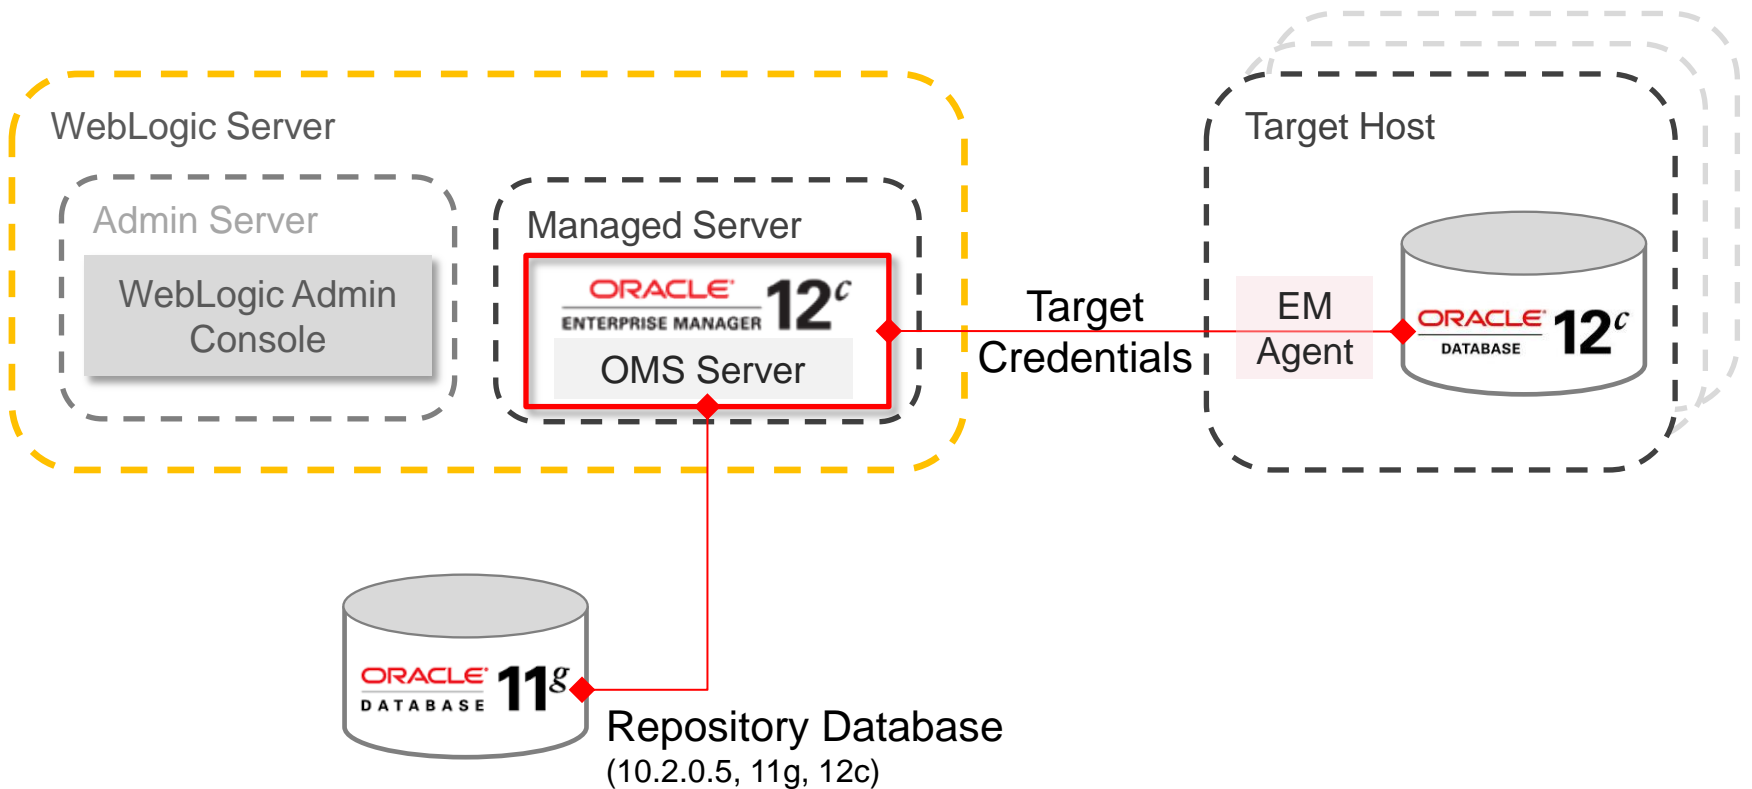 WebLogic Server
Admin Server
WebLogic Admin
Console
Managed Server
ORACLE
ENTERPRISE MANAGER 12c
OMS Server
Target
Credentials
Target Host
EM
Agent
ORACLE
DATABASE 12c
ORACLE
DATABASE 11g
Repository Database
(10.2.0.5, 11g, 12c)